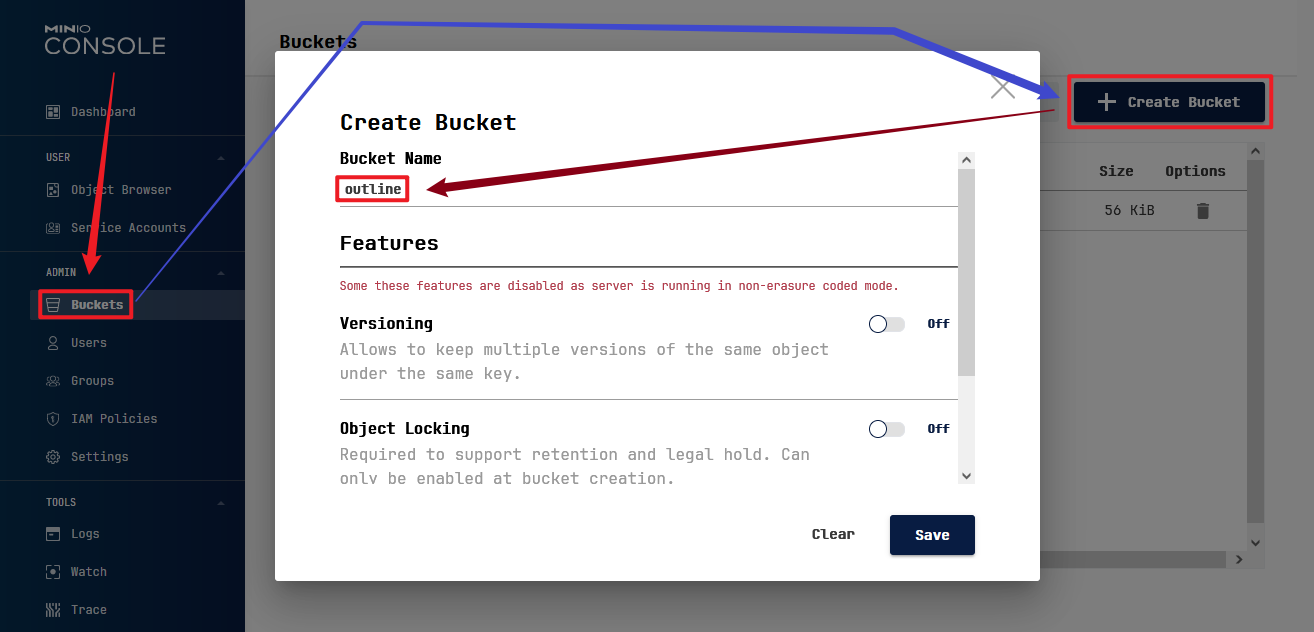 MINIO
CONSOLE
Dashboard
USER
Object Browser
Service Accounts
ADMIN
Buckets
Users
Groups
IAM Policies
Settings
TOOLS
Logs
Watch
Trace
Buckets
Create Bucket
Size Options
56 KiB
Create Bucket
Bucket Name
outline
Features
Some these features are disabled as server is running in non-erasure coded mode.
Versioning
Off
Allows to keep multiple versions of the same object
under the same key.
Object Locking
Off
Required to support retention and legal hold. Can
only be enabled at bucket creation.
Clear
Save